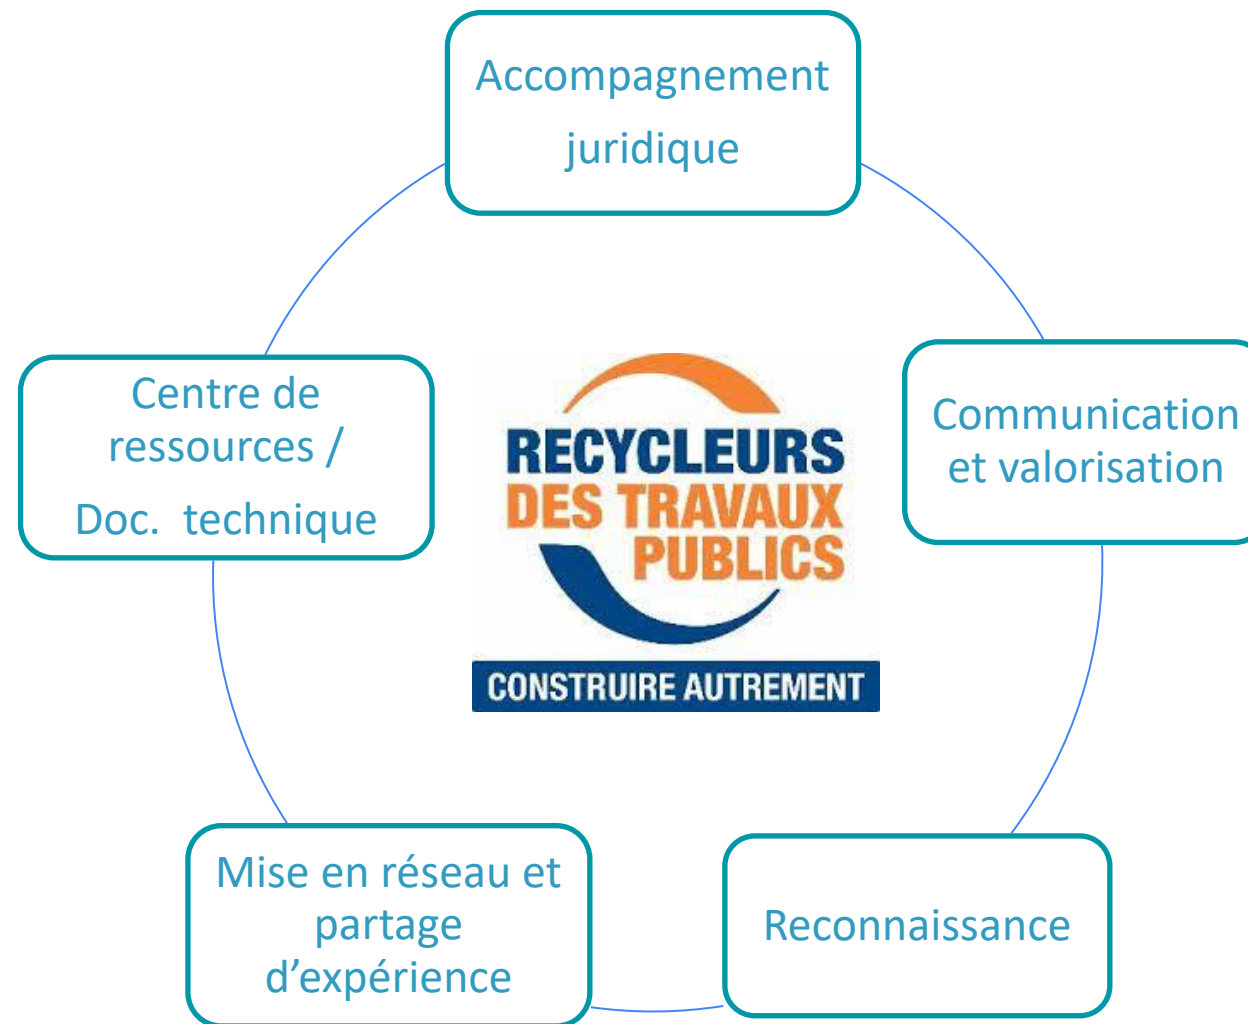 Accompagnement
juridique
Centre de
ressources /
Doc. technique
RECYCLEURS
DES TRAVAUX
PUBLICS
CONSTRUIRE AUTREMENT
Communication
et valorisation
Mise en réseau et
partage
d’expérience
Reconnaissance